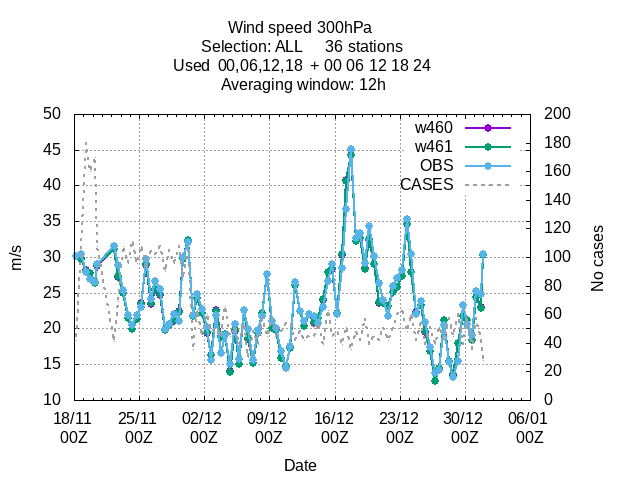 Wind speed 300hPa
Selection: ALL 36 stations
Used 00,06,12,18 + 00 06 12 18 24
Averaging window: 12h
50 200
45 180
40 160
35 140
30 120
25 100
20 80
15 60
10 40
20
0
w460
w461
OBS
CASES
m/s
No cases
18/11 25/11 02/12 09/12 16/12 23/12 30/12 06/01
00Z 00Z 00Z 00Z 00Z 00Z 00Z 00Z
Date